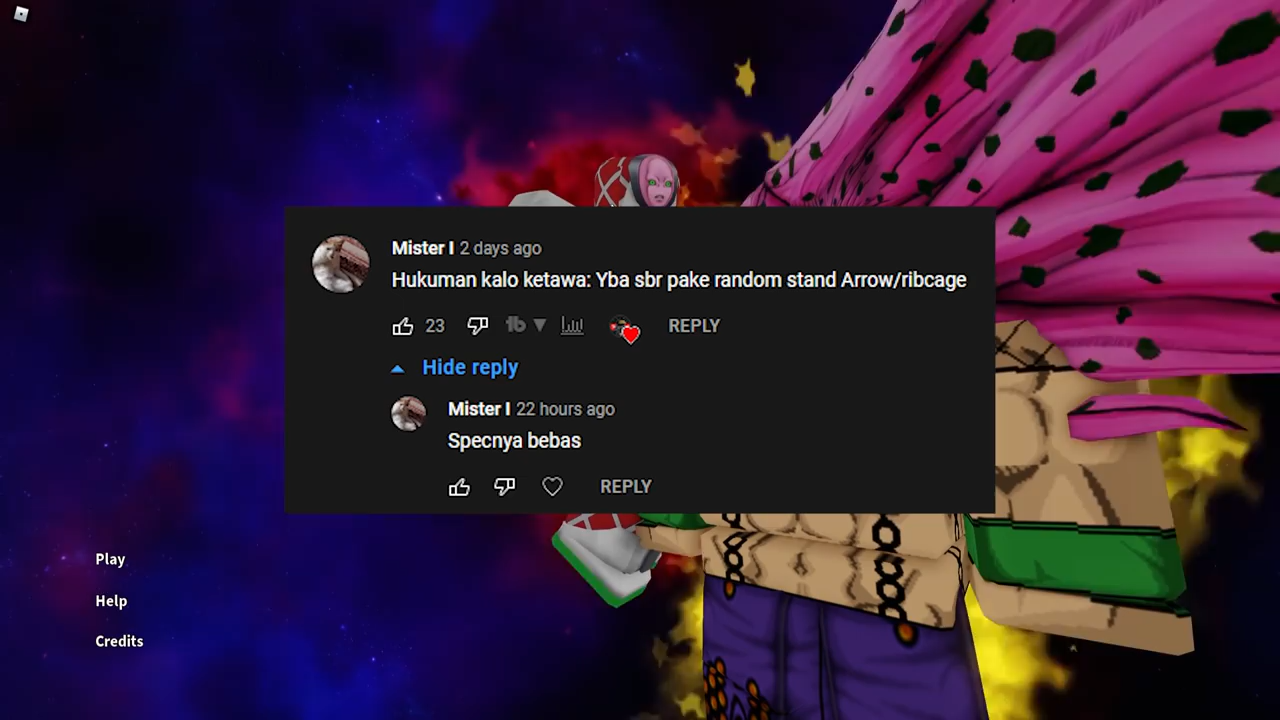 Mister I 2 days ago
Hukuman kalo ketawa: Yba sbr pake random stand Arrow/ribcage
23 REPLY
Hide reply
Mister I 22 hours ago
Specnya bebas
REPLY
Play
Help
Credits